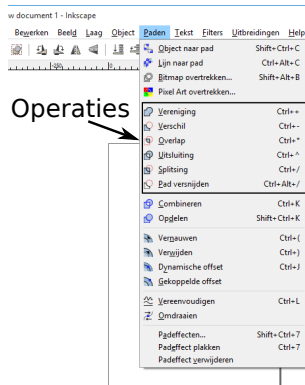 w document 1 - Inkscape
Bewerken Beeld Laag Object Paden Tekst Filters Uitbreidingen Help
Object naar pad Shift+Ctrl+C
Lijn naar pad Ctrl+Alt+C
Bitmap overtrekken... Shift+Alt+B
Pixel Art overtrekken...
Operaties
Vereniging Ctrl++
Verschil Ctrl+-
Overlap Ctrl+*
Uitsluiting Ctrl+^
Splitsing Ctrl+/
Pad versnijden Ctrl+Alt+/
Combineren Ctrl+K
Opdelen Shift+Ctrl+K
Vernauwen Ctrl+(
Verwijden Ctrl+)
Dynamische offset Ctrl+J
Gekoppelde offset
Vereenvoudigen Ctrl+L
Omdraaien
Padeffecten... Shift+Ctrl+7
Padeffect plakken Ctrl+7
Padeffect verwijderen